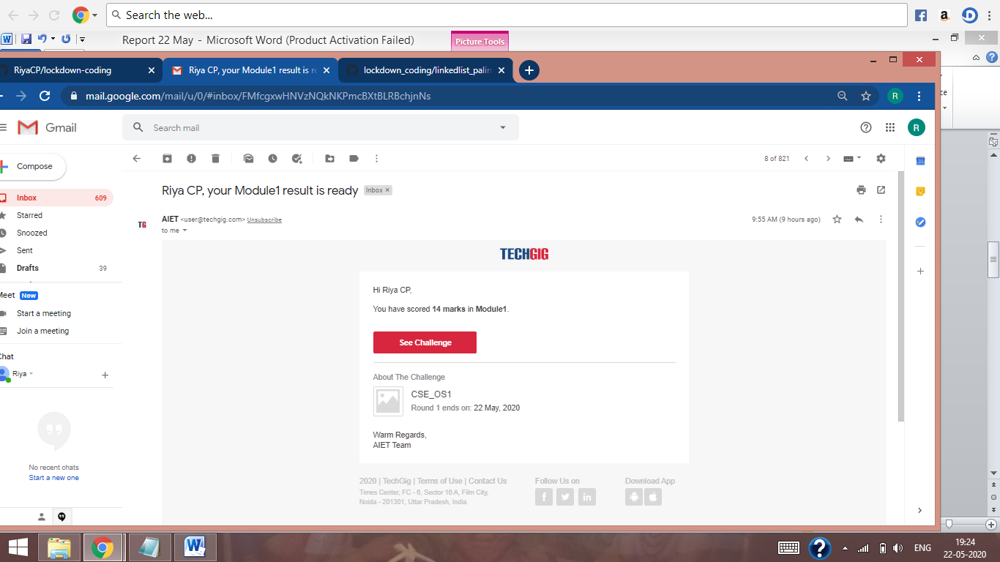 Search the web...
Report 22 May - Microsoft Word (Product Activation Failed)
Picture Tools
RiyaCP/lockdown-coding
Riya CP, your Module1 result is re
lockdown_coding/linkedlist_palin
mail.google.com/mail/u/0/#inbox/FMfcgxwHNVzNQkNKPmcBXtBLRBchjnNs
R
Gmail
Search mail
R
Compose
8 of 821
Inbox 609
Starred
Snoozed
Sent
Drafts 39
Meet New
Start a meeting
Join a meeting
Chat
Riya
No recent chats
Start a new one
Riya CP, your Module1 result is ready Inbox
TG
AIET <user@techgig.com> Unsubscribe
9:55 AM (9 hours ago)
to me
TECHGIG
Hi Riya CP,
You have scored 14 marks in Module1.
See Challenge
About The Challenge
CSE_OS1
Round 1 ends on: 22 May, 2020
Warm Regards,
AIET Team
2020 | TechGig | Terms of Use | Contact Us
Times Center, FC - 6, Sector 16 A, Film City,
Noida - 201301, Uttar Pradesh, India
Follow Us on
Download App
ENG
19:24
22-05-2020